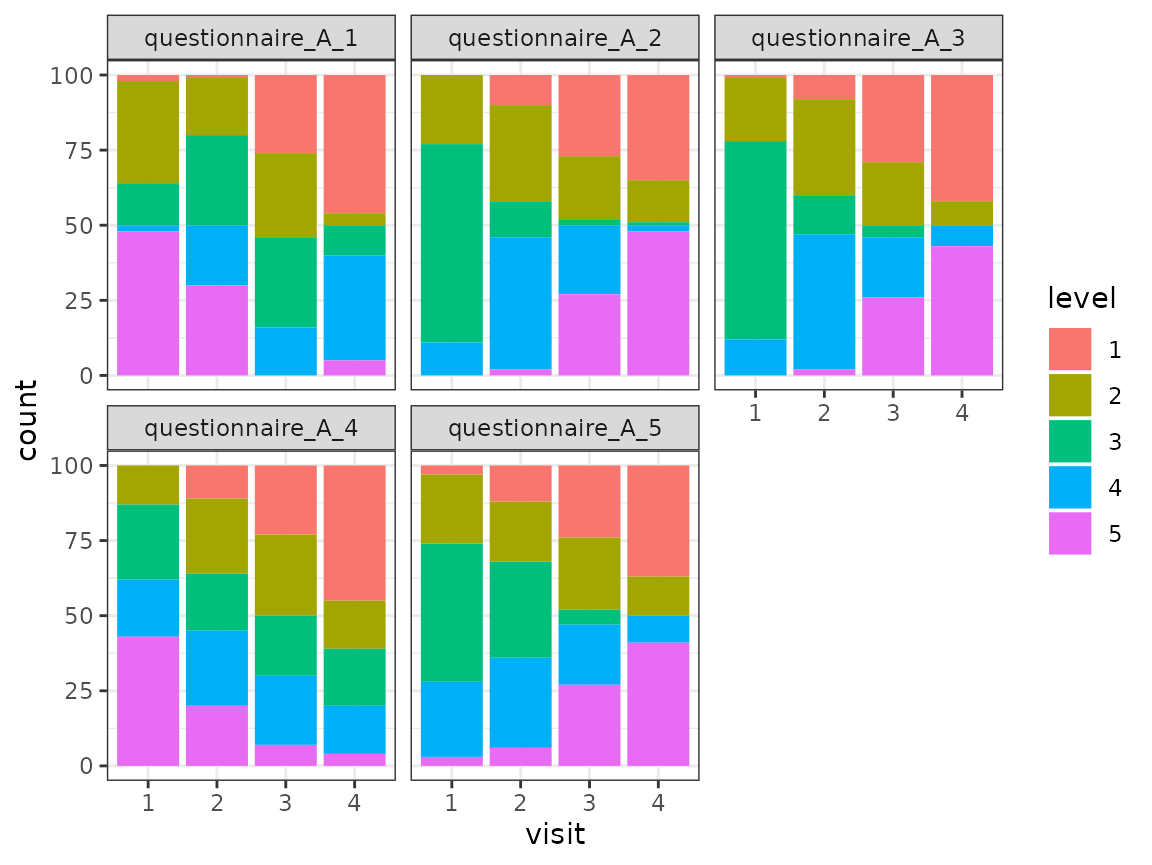 questionnaire_A_1
questionnaire_A_2
questionnaire_A_3
100
75
50
25
0
1 2 3 4
count
questionnaire_A_4
questionnaire_A_5
100
75
50
25
0
1 2 3 4
1 2 3 4
visit
level
1
2
3
4
5